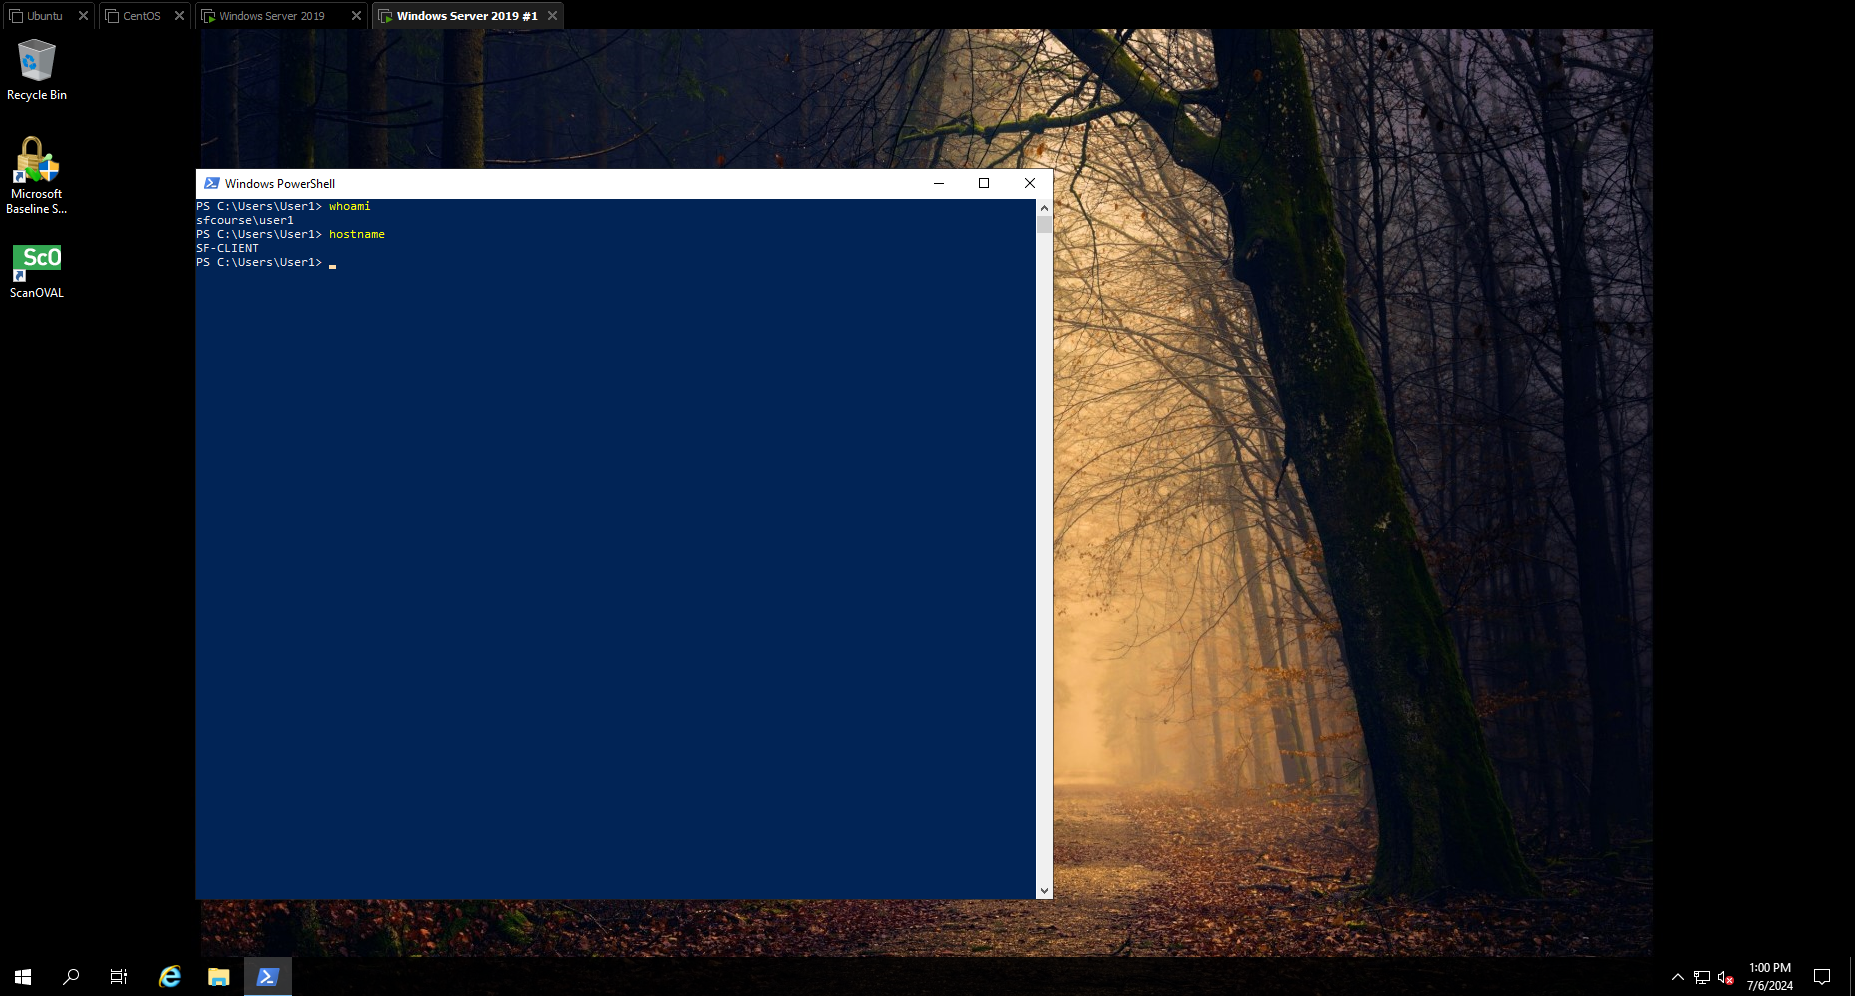 Ubuntu
CentOS
Windows Server 2019
Windows Server 2019 #1
Recycle Bin
Microsoft
Baseline S...
ScO
ScanOVAL
Windows PowerShell
PS C:\Users\User1> whoami
sfcourse\user1
PS C:\Users\User1> hostname
SF-CLIENT
PS C:\Users\User1>
1:00 PM
7/6/2024